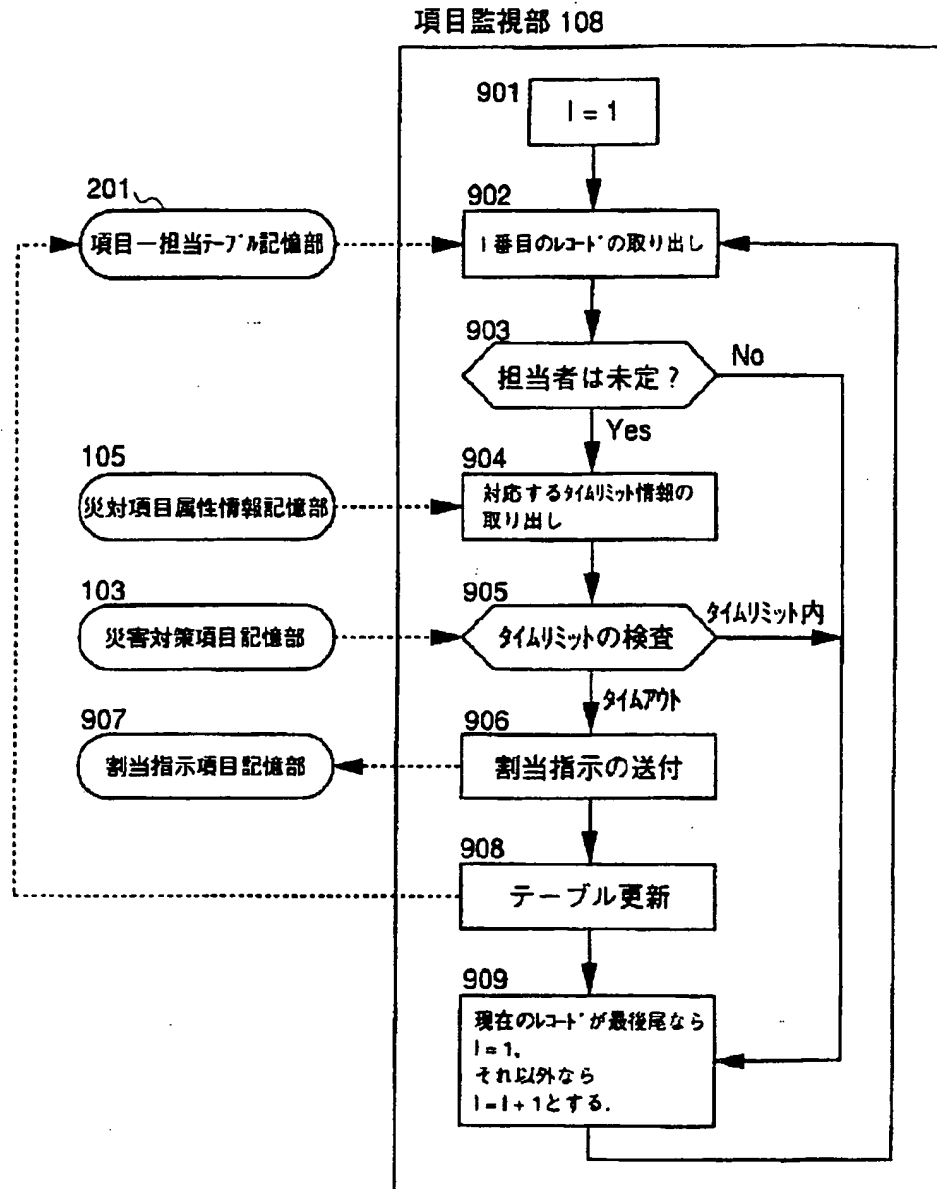 項目監視部 108
901
I = 1
201
902
項目ー担当テーブル記憶部
I番目のレコードの取り出し
903
担当者は未定？
No
Yes
105
904
災対項目属性情報記憶部
対応するタイムリミット情報の
取り出し
103
905
災害対策項目記憶部
タイムリミットの検査
タイムリミット内
タイムアウト
907
906
割当指示項目記憶部
割当指示の送付
908
テーブル更新
909
現在のレコードが最後尾なら
I = 1,
それ以外なら
I = I + 1とする.